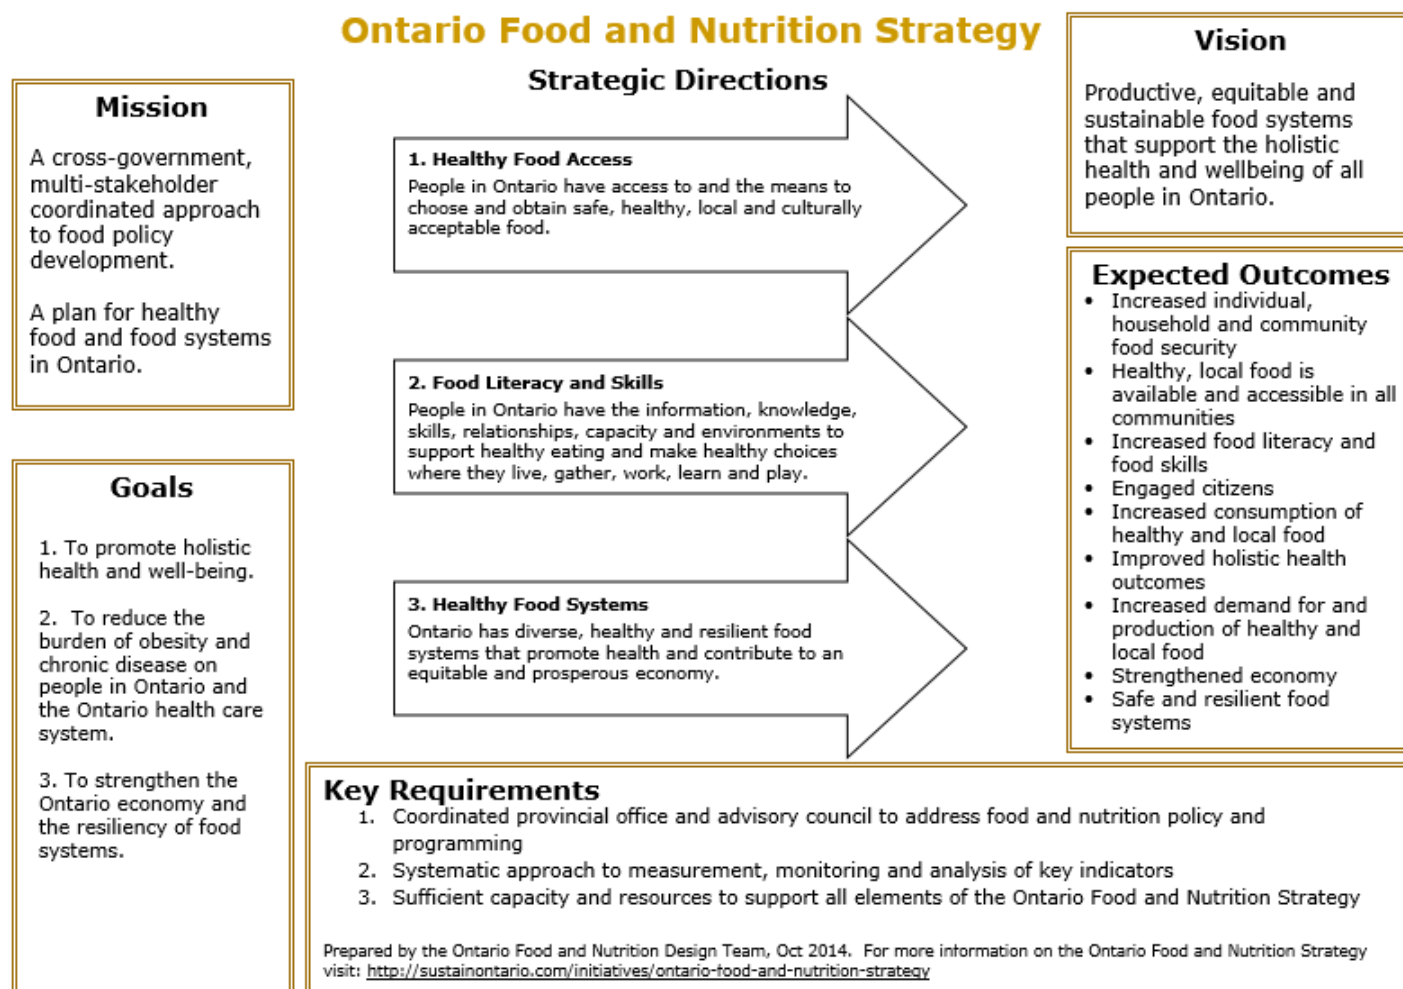 Ontario Food and Nutrition Strategy
Mission
A cross-government,
multi-stakeholder
coordinated approach
to food policy
development.
A plan for healthy
food and food systems
in Ontario.
Goals
1. To promote holistic
health and well-being.
2.  To reduce the
burden of obesity and
chronic disease on
people in Ontario and
the Ontario health care
system.
3. To strengthen the
Ontario economy and
the resiliency of food
systems.
Strategic Directions
1. Healthy Food Access
People in Ontario have access to and the means to
choose and obtain safe, healthy, local and culturally
acceptable food.
2. Food Literacy and Skills
People in Ontario have the information, knowledge,
skills, relationships, capacity and environments to
support healthy eating and make healthy choices
where they live, gather, work, learn and play.
3. Healthy Food Systems
Ontario has diverse, healthy and resilient food
systems that promote health and contribute to an
equitable and prosperous economy.
Vision
Productive, equitable and
sustainable food systems
that support the holistic
health and wellbeing of all
people in Ontario.
Expected Outcomes
• Increased individual,
household and community
food security
• Healthy, local food is
available and accessible in all
communities
• Increased food literacy and
food skills
• Engaged citizens
• Increased consumption of
healthy and local food
• Improved holistic health
outcomes
• Increased demand for and
production of healthy and
local food
• Strengthened economy
• Safe and resilient food
systems
Key Requirements
1. Coordinated provincial office and advisory council to address food and nutrition policy and
programming
2. Systematic approach to measurement, monitoring and analysis of key indicators
3. Sufficient capacity and resources to support all elements of the Ontario Food and Nutrition Strategy
Prepared by the Ontario Food and Nutrition Design Team, Oct 2014.  For more information on the Ontario Food and Nutrition Strategy
visit: http://sustainontario.com/initiatives/ontario-food-and-nutrition-strategy